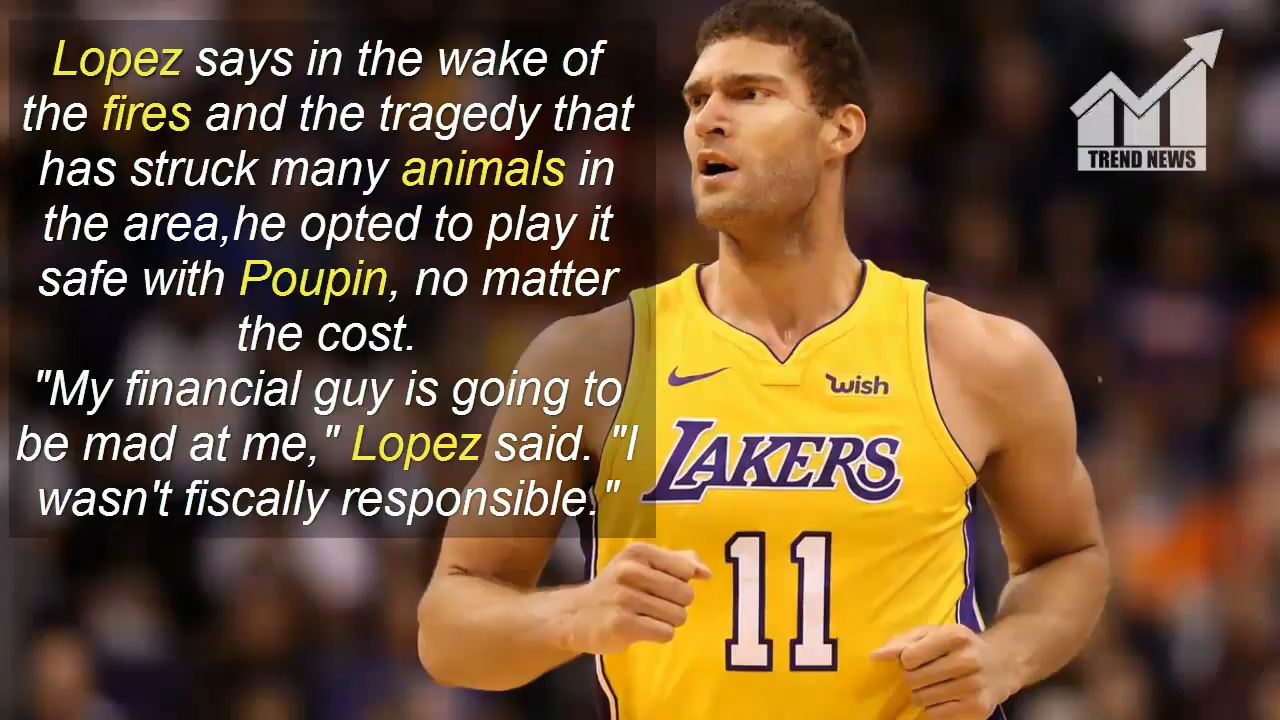 Lopez says in the wake of
the fires and the tragedy that
has struck many animals in
the area,he opted to play it
safe with Poupin, no matter
the cost.
"My financial guy is going to
be mad at me," Lopez said. "I
wasn't fiscally responsible."
TREND NEWS
wish
LAKERS
11